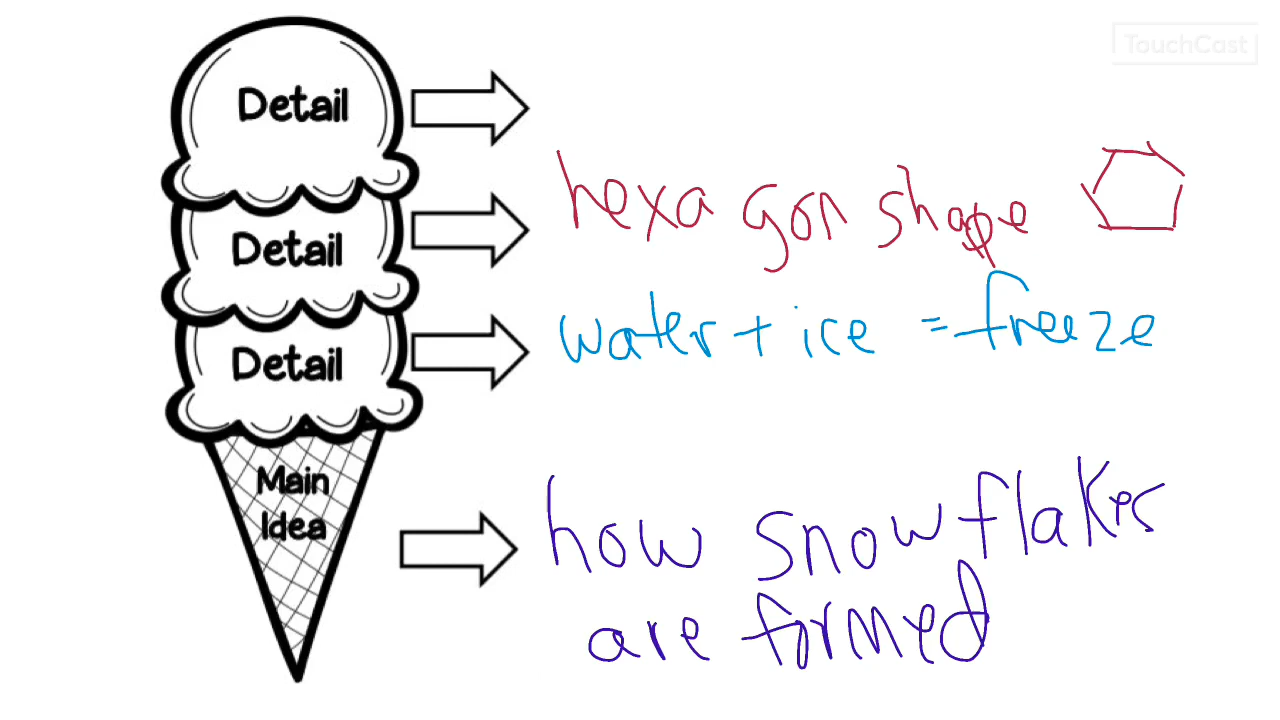 TouchCast
Detail
hexagon shape
Detail
water + ice = freeze
Detail
Main
Idea
how snowflakes
are formed